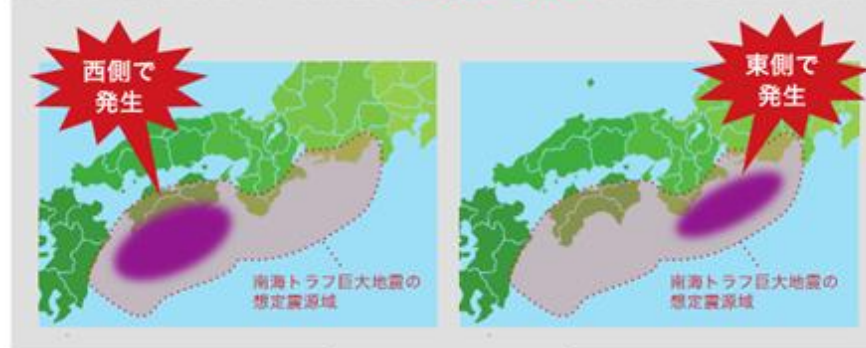 西側で
発生
南海トラフ巨大地震の
想定震源域
東側で
発生
南海トラフ巨大地震の
想定震源域